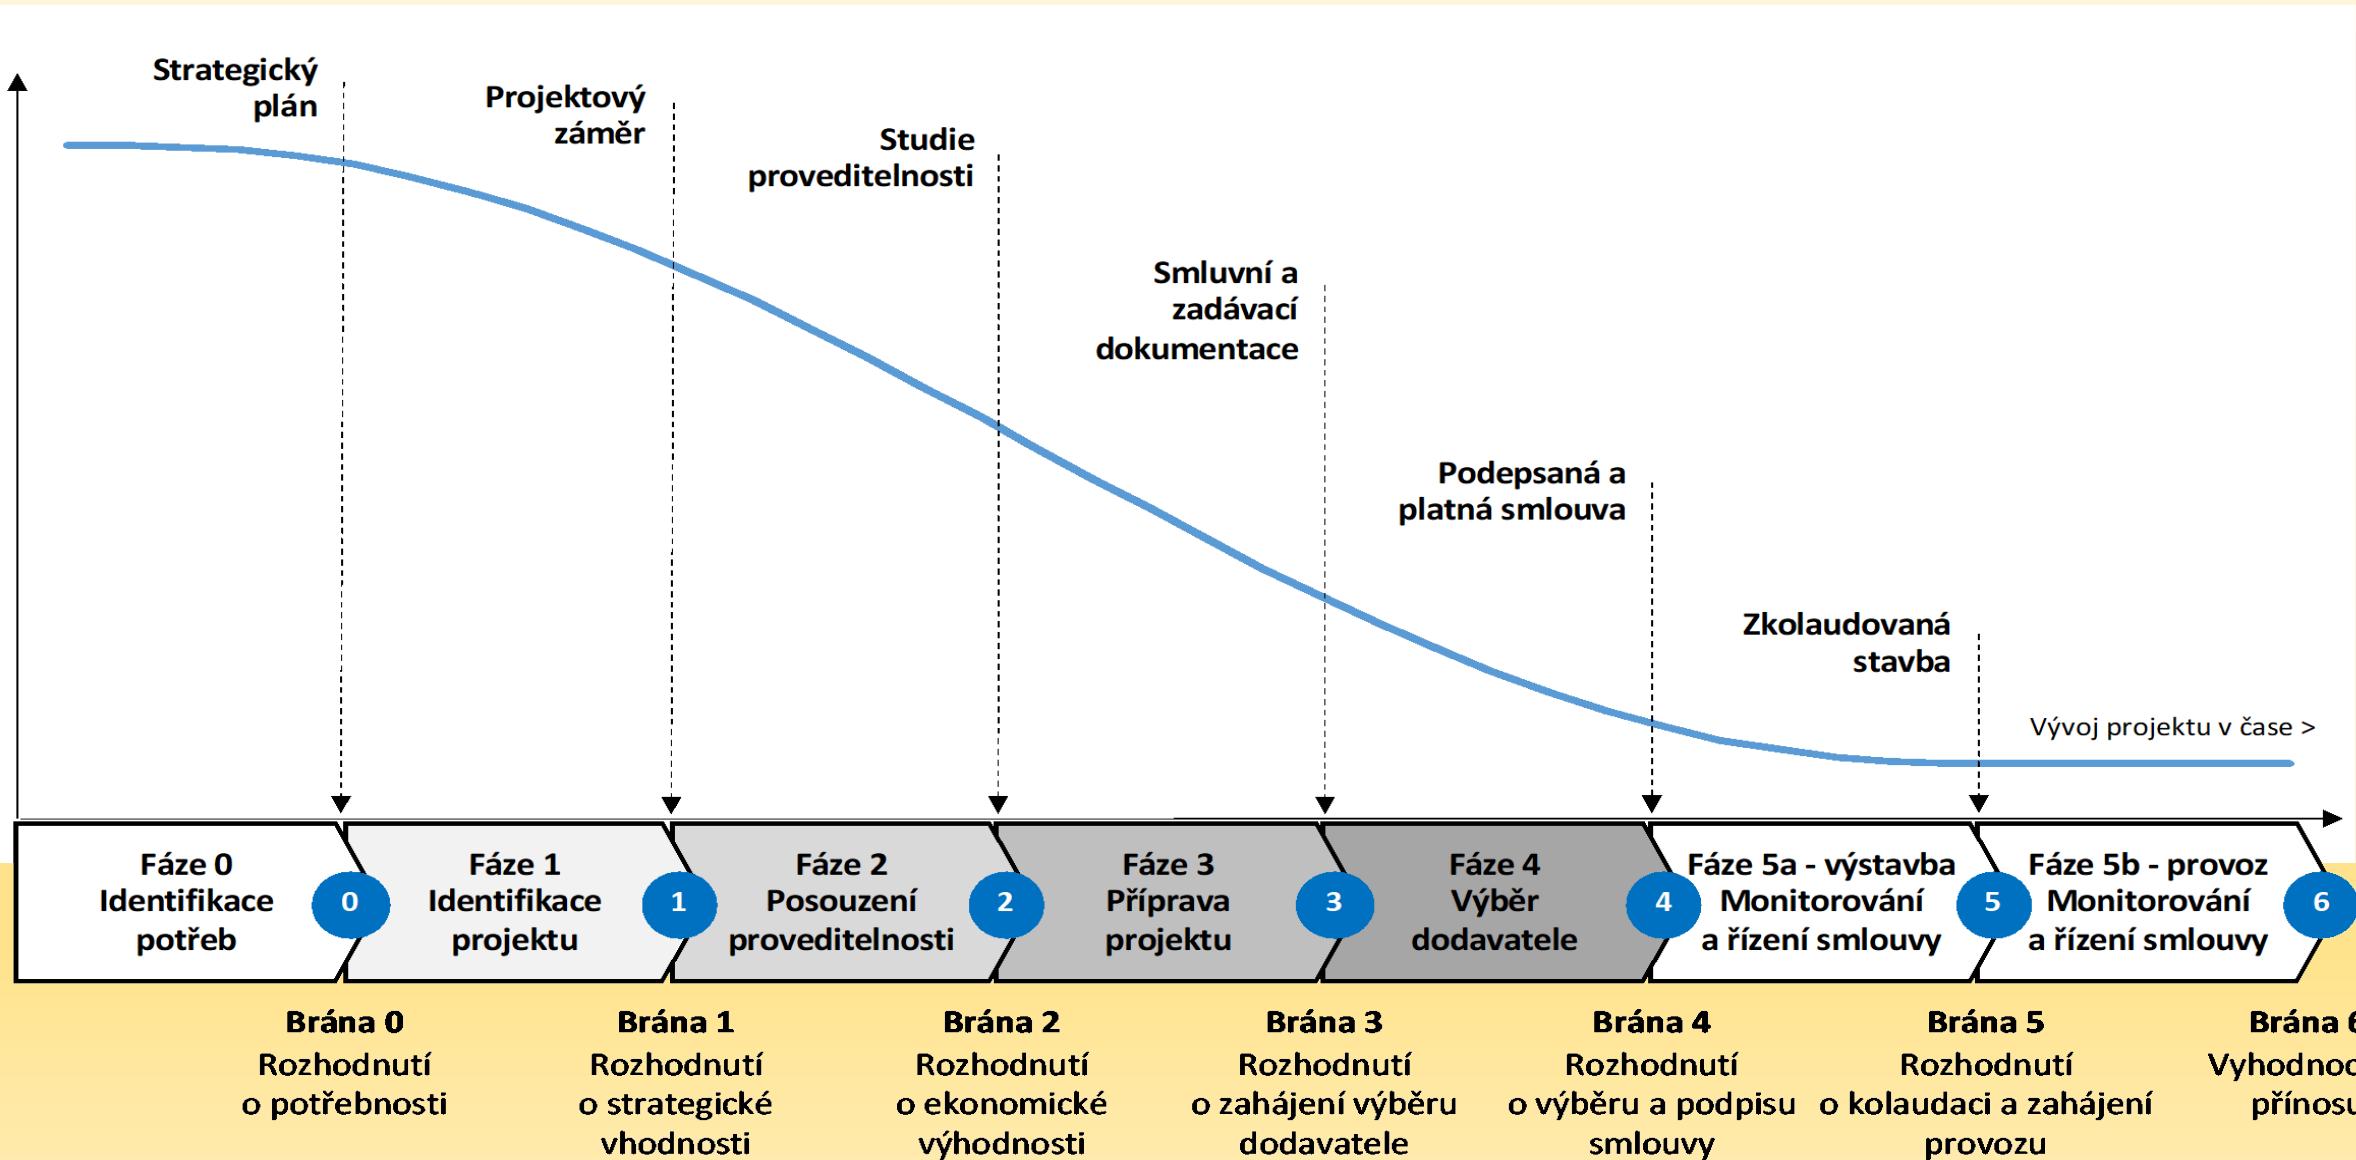 Strategický
plán
Projektový
záměr
Studie
proveditelnosti
Smluvní a
zadávací
dokumentace
Podepsaná a
platná smlouva
Zkolaudovaná
stavba
Vývoj projektu v čase >
Fáze 0
Identifikace
potřeb
0
Fáze 1
Identifikace
projektu
1
Fáze 2
Posouzení
proveditelnosti
2
Fáze 3
Příprava
projektu
3
Fáze 4
Výběr
dodavatele
4
Fáze 5a - výstavba
Monitorování
a řízení smlouvy
5
Fáze 5b - provoz
Monitorování
a řízení smlouvy
6
Brána 0
Rozhodnutí
o potřebnosti
Brána 1
Rozhodnutí
o strategické
vhodnosti
Brána 2
Rozhodnutí
o ekonomické
výhodnosti
Brána 3
Rozhodnutí
o zahájení výběru
dodavatele
Brána 4
Rozhodnutí
o výběru a podpisu
smlouvy
Brána 5
Rozhodnutí
o kolaudaci a zahájení
provozu
Brána 6